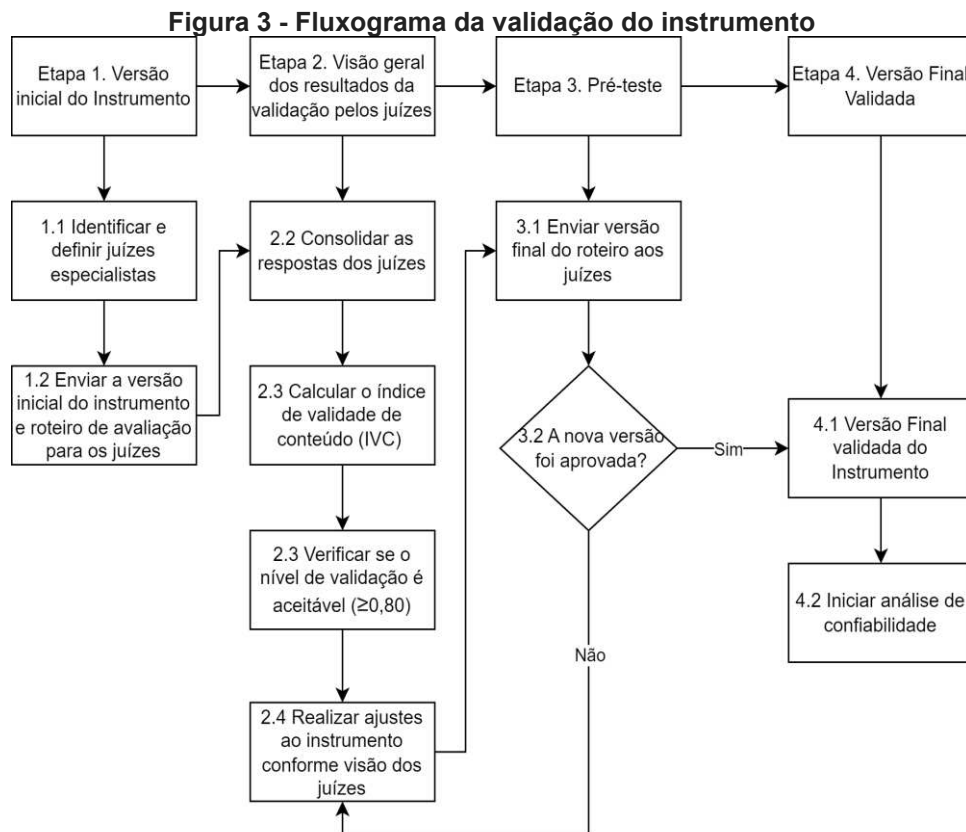 Figura 3 - Fluxograma da validação do instrumento
Etapa 1. Versão
inicial do Instrumento
Etapa 2. Visão geral
dos resultados da
validação pelos juízes
Etapa 3. Pré-teste
Etapa 4. Versão Final
Validada
1.1 Identificar e
definir juízes
especialistas
1.2 Enviar a versão
inicial do instrumento
e roteiro de avaliação
para os juízes
2.2 Consolidar as
respostas dos juízes
2.3 Calcular o índice
de validade de
conteúdo (IVC)
2.3 Verificar se o
nível de validação é
aceitável (≥0,80)
2.4 Realizar ajustes
ao instrumento
conforme visão dos
juízes
3.1 Enviar versão
final do roteiro aos
juízes
3.2 A nova versão
foi aprovada?
Sim
Não
4.1 Versão Final
validada do
Instrumento
4.2 Iniciar análise de
confiabilidade